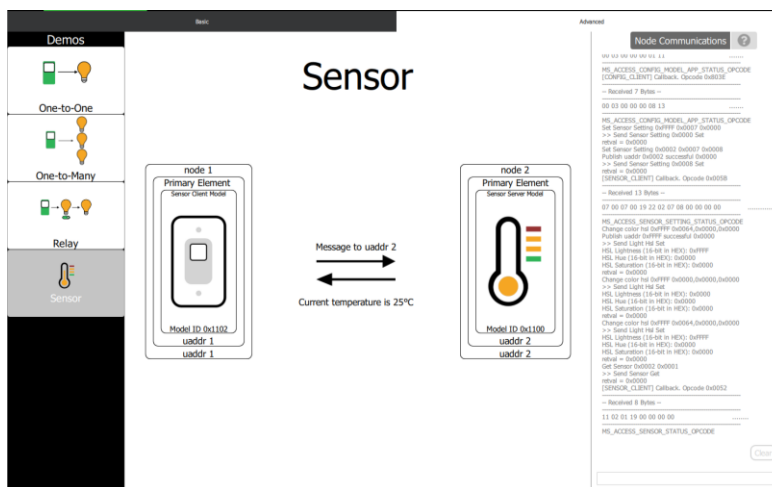 Basic
Advanced
Demos
One-to-One
One-to-Many
Relay
Sensor
Sensor
node 1
Primary Element
Sensor Client Model
Model ID 0x1102
uaddr 1
uaddr 1
Message to uaddr 2
Current temperature is 25°C
node 2
Primary Element
Sensor Server Model
Model ID 0x1100
uaddr 2
uaddr 2
Node Communications
?
00 03 00 00 00 01 11 .......
MS_ACCESS_CONFIG_MODEL_APP_STATUS_OPCODE
[CONFIG_CLIENT] Callback. Opcode 0x803E
-- Received 7 Bytes --
00 03 00 00 00 08 13 .......
MS_ACCESS_CONFIG_MODEL_APP_STATUS_OPCODE
Set Sensor Setting 0xFFFF 0x0007 0x0000
>> Send Sensor Setting 0x0000 Set
retval = 0x0000
Set Sensor Setting 0x0002 0x0007 0x0008
Publish uaddr 0x0002 successful 0x0000
>> Send Sensor Setting 0x0008 Set
retval = 0x0000
[SENSOR_CLIENT] Callback. Opcode 0x005B
-- Received 13 Bytes --
07 00 07 00 19 22 02 07 08 00 00 00 00 .............
MS_ACCESS_SENSOR_SETTING_STATUS_OPCODE
Change color hsl 0xFFFF 0x0064,0x0000,0x0000
Publish uaddr 0xFFFF successful 0x0000
>> Send Light Hsl Set
HSL Lightness (16-bit in HEX): 0xFFFF
HSL Hue (16-bit in HEX): 0x0000
HSL Saturation (16-bit in HEX): 0x0000
retval = 0x0000
Change color hsl 0xFFFF 0x0000,0x0000,0x0000
>> Send Light Hsl Set
HSL Lightness (16-bit in HEX): 0x0000
HSL Hue (16-bit in HEX): 0x0000
HSL Saturation (16-bit in HEX): 0x0000
retval = 0x0000
Change color hsl 0xFFFF 0x0064,0x0000,0x0000
>> Send Light Hsl Set
HSL Lightness (16-bit in HEX): 0xFFFF
HSL Hue (16-bit in HEX): 0x0000
HSL Saturation (16-bit in HEX): 0x0000
retval = 0x0000
Get Sensor 0x0002 0x0001
>> Send Sensor Get
retval = 0x0000
[SENSOR_CLIENT] Callback. Opcode 0x0052
-- Received 8 Bytes --
11 02 01 19 00 00 00 00 ........
MS_ACCESS_SENSOR_STATUS_OPCODE
Clear